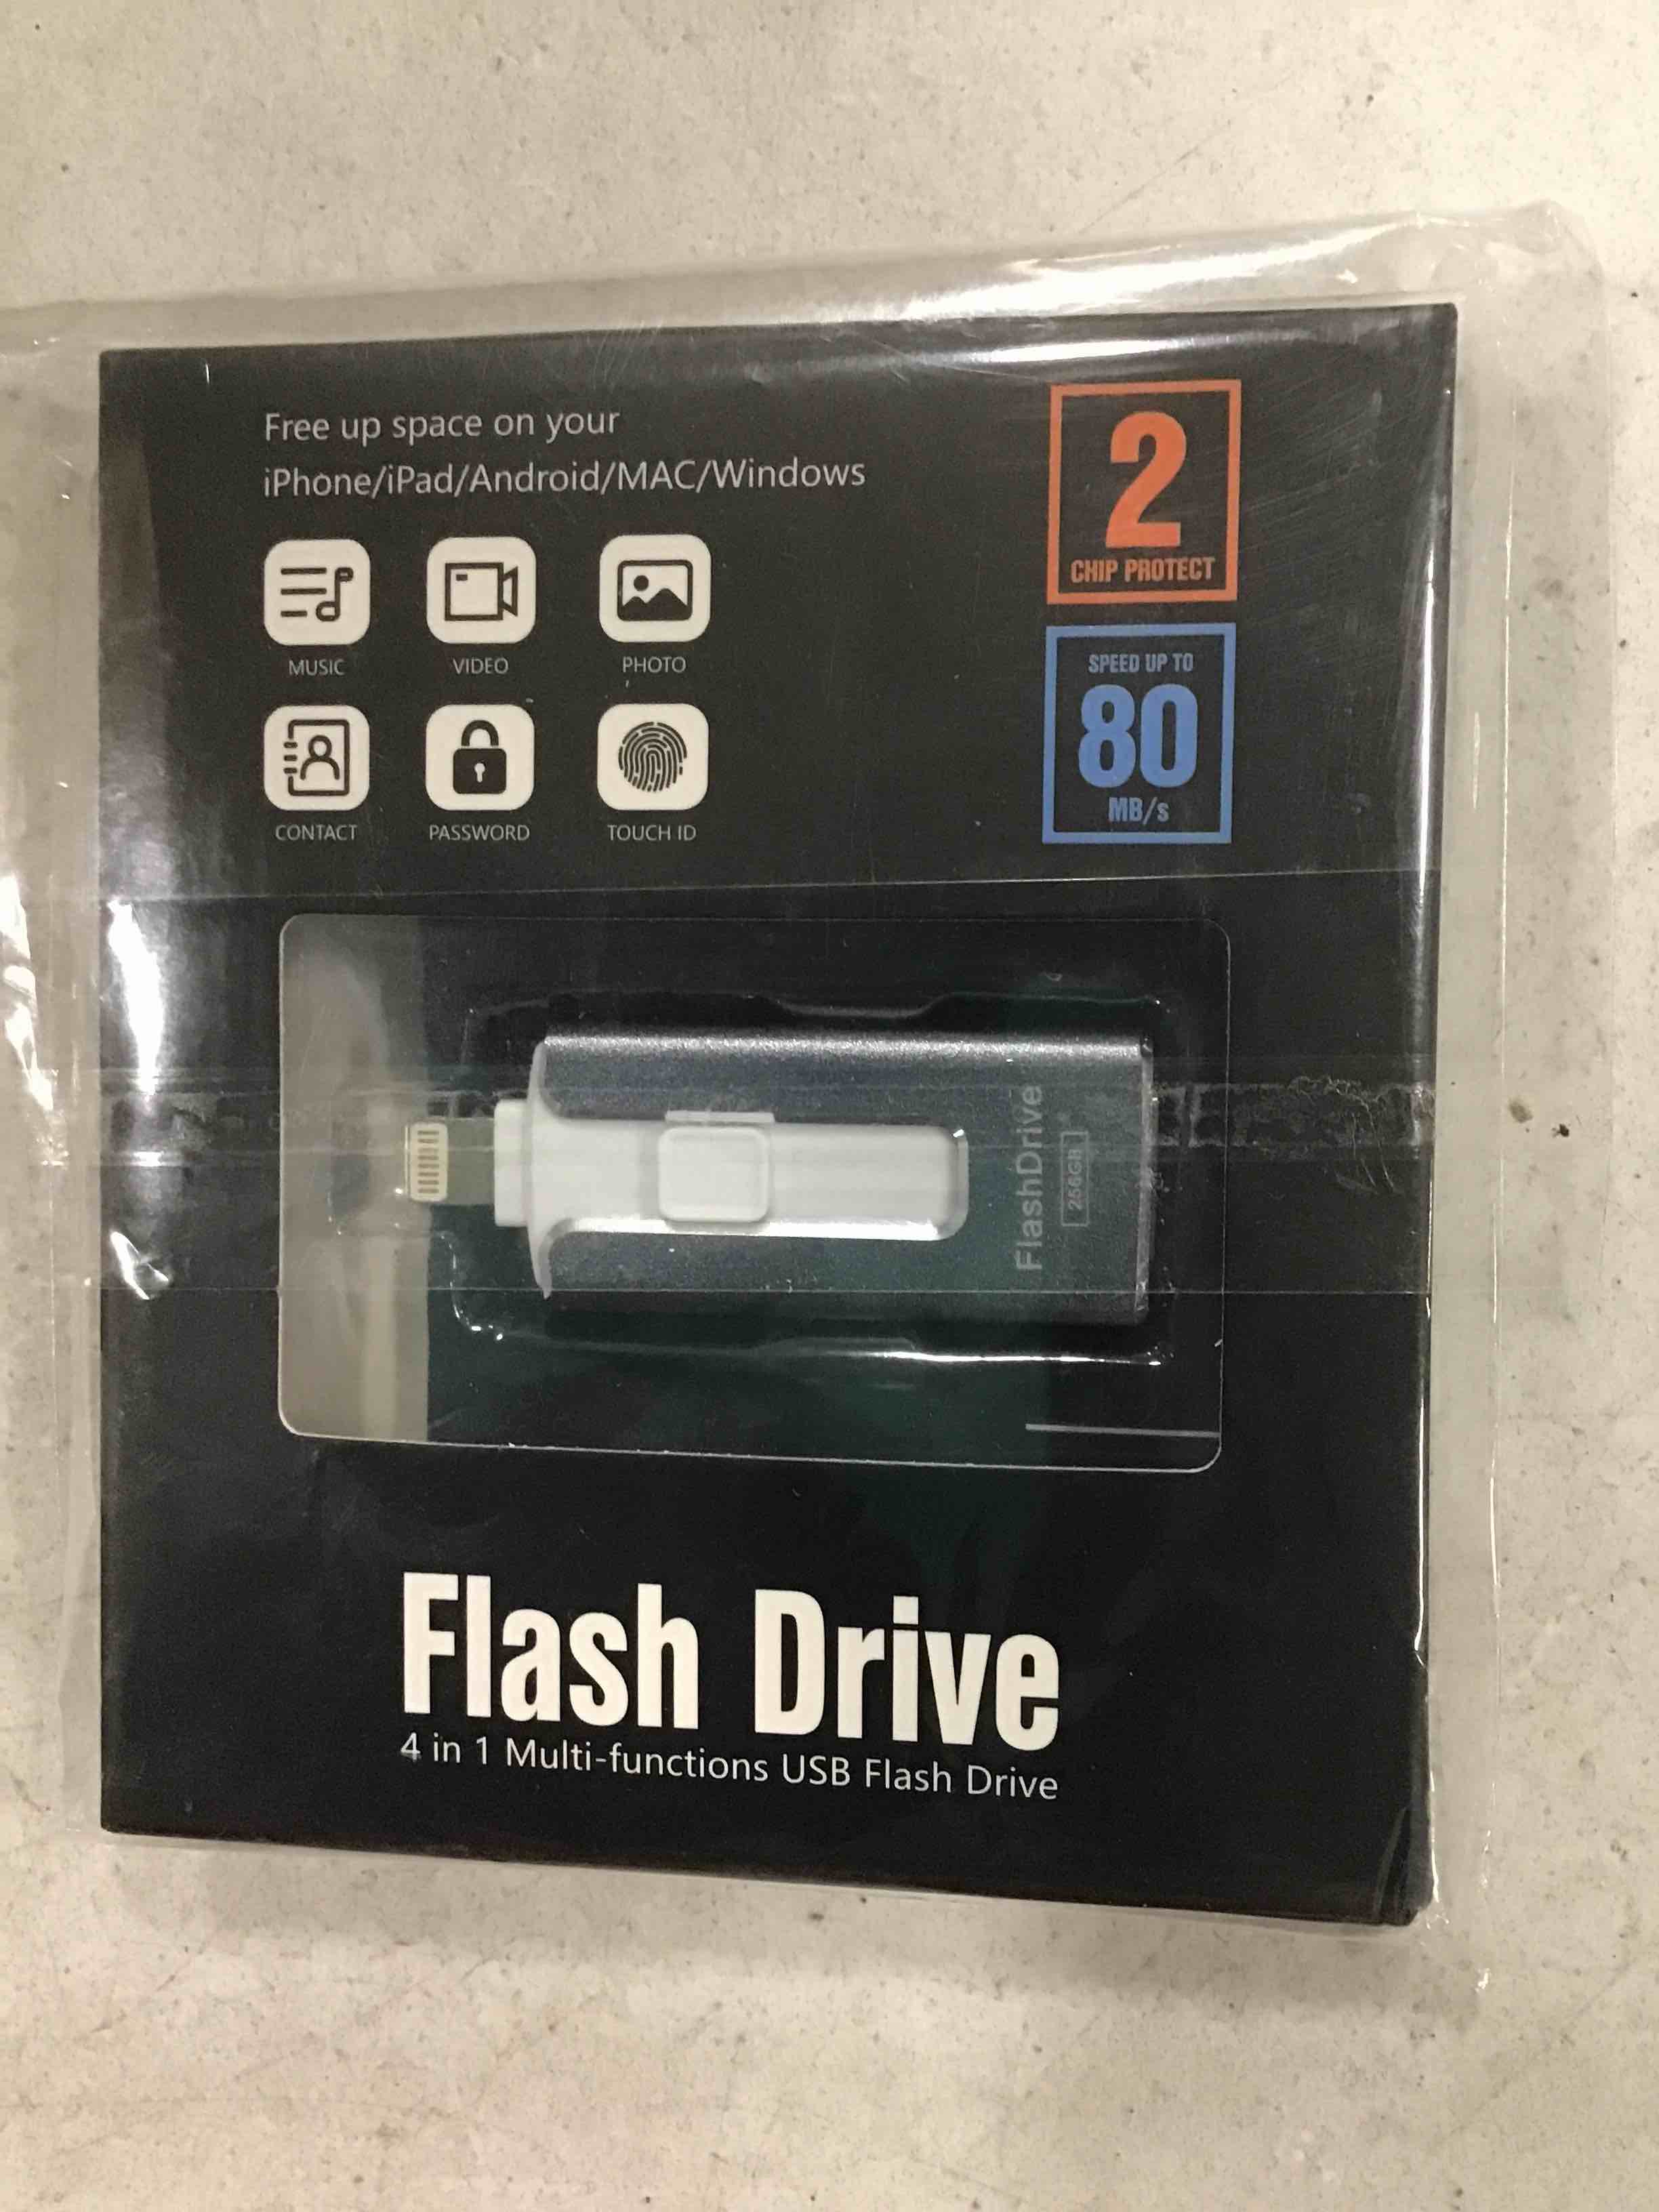 Free up space on your
iPhone/iPad/Android/MAC/Windows
MUSIC
VIDEO
PHOTO
CONTACT
PASSWORD
TOUCH ID
2
CHIP PROTECT
SPEED UP TO
80
MB/s
FlashDrive
256GB
Flash Drive
4 in 1 Multi-functions USB Flash Drive